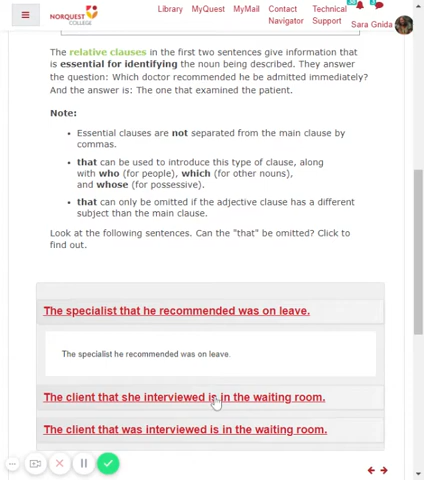 NORQUEST
COLLEGE
Library
MyQuest
MyMail
Contact Navigator
Technical Support
Sara Gnida
The relative clauses in the first two sentences give information that
is essential for identifying the noun being described. They answer
the question: Which doctor recommended he be admitted immediately?
And the answer is: The one that examined the patient.
Note:
Essential clauses are not separated from the main clause by
commas.
that can be used to introduce this type of clause, along
with who (for people), which (for other nouns),
and whose (for possessive).
that can only be omitted if the adjective clause has a different
subject than the main clause.
Look at the following sentences. Can the "that" be omitted? Click to
find out.
The specialist that he recommended was on leave.
The specialist he recommended was on leave.
The client that she interviewed is in the waiting room.
The client that was interviewed is in the waiting room.